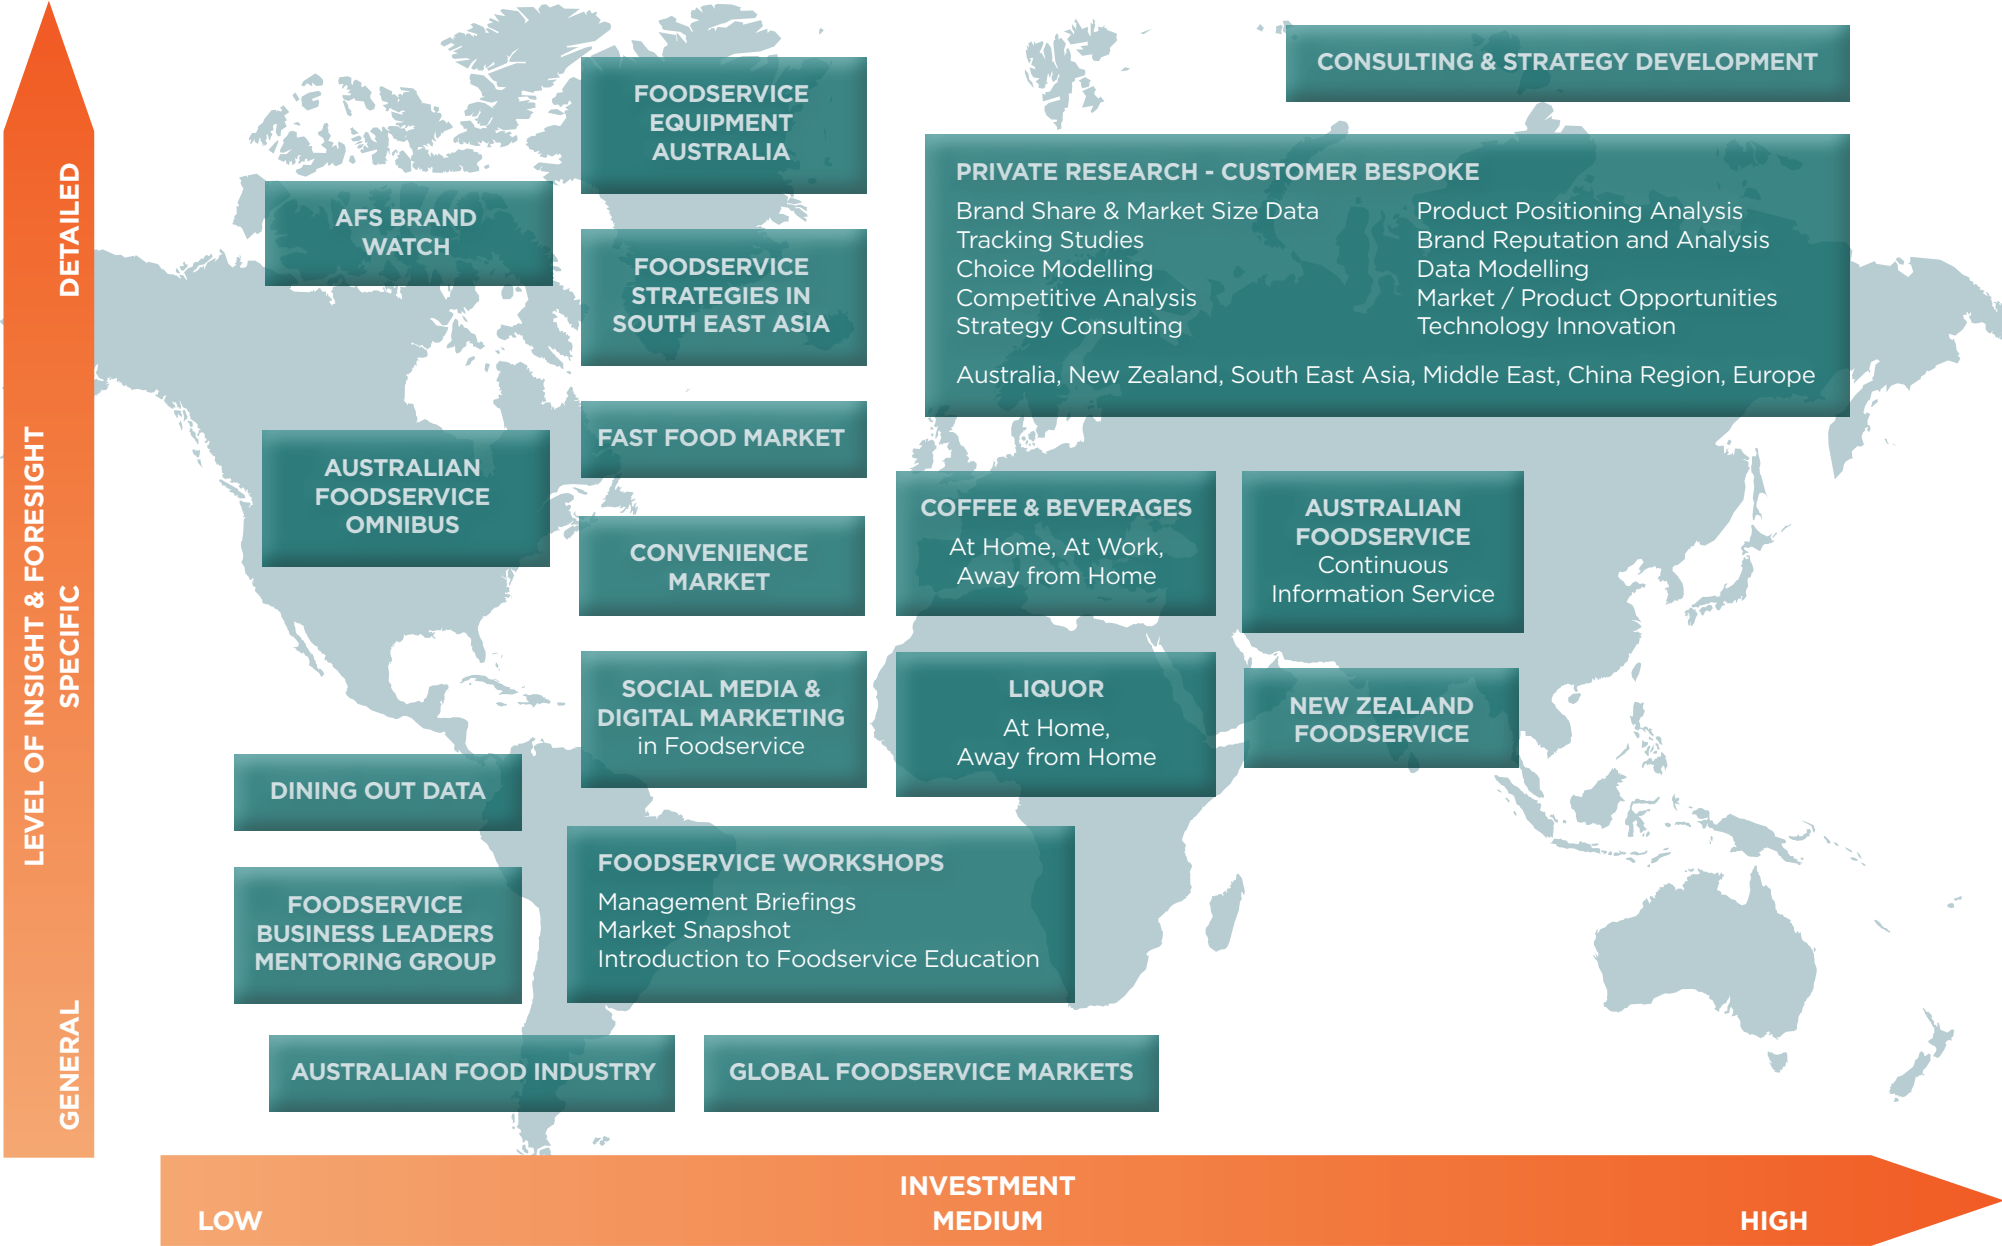 CONSULTING & STRATEGY DEVELOPMENT
FOODSERVICE
EQUIPMENT
AUSTRALIA
PRIVATE RESEARCH - CUSTOMER BESPOKE
Brand Share & Market Size Data
Tracking Studies
Choice Modelling
Competitive Analysis
Strategy Consulting
Product Positioning Analysis
Brand Reputation and Analysis
Data Modelling
Market / Product Opportunities
Technology Innovation
Australia, New Zealand, South East Asia, Middle East, China Region, Europe
AFS BRAND
WATCH
FOODSERVICE
STRATEGIES IN
SOUTH EAST ASIA
FAST FOOD MARKET
AUSTRALIAN
FOODSERVICE
OMNIBUS
CONVENIENCE
MARKET
COFFEE & BEVERAGES
At Home, At Work,
Away from Home
AUSTRALIAN
FOODSERVICE
Continuous
Information Service
SOCIAL MEDIA &
DIGITAL MARKETING
in Foodservice
LIQUOR
At Home,
Away from Home
NEW ZEALAND
FOODSERVICE
DINING OUT DATA
FOODSERVICE WORKSHOPS
Management Briefings
Market Snapshot
Introduction to Foodservice Education
FOODSERVICE
BUSINESS LEADERS
MENTORING GROUP
AUSTRALIAN FOOD INDUSTRY
GLOBAL FOODSERVICE MARKETS
LEVEL OF INSIGHT & FORESIGHT
DETAILED
SPECIFIC
GENERAL
INVESTMENT
LOW
MEDIUM
HIGH